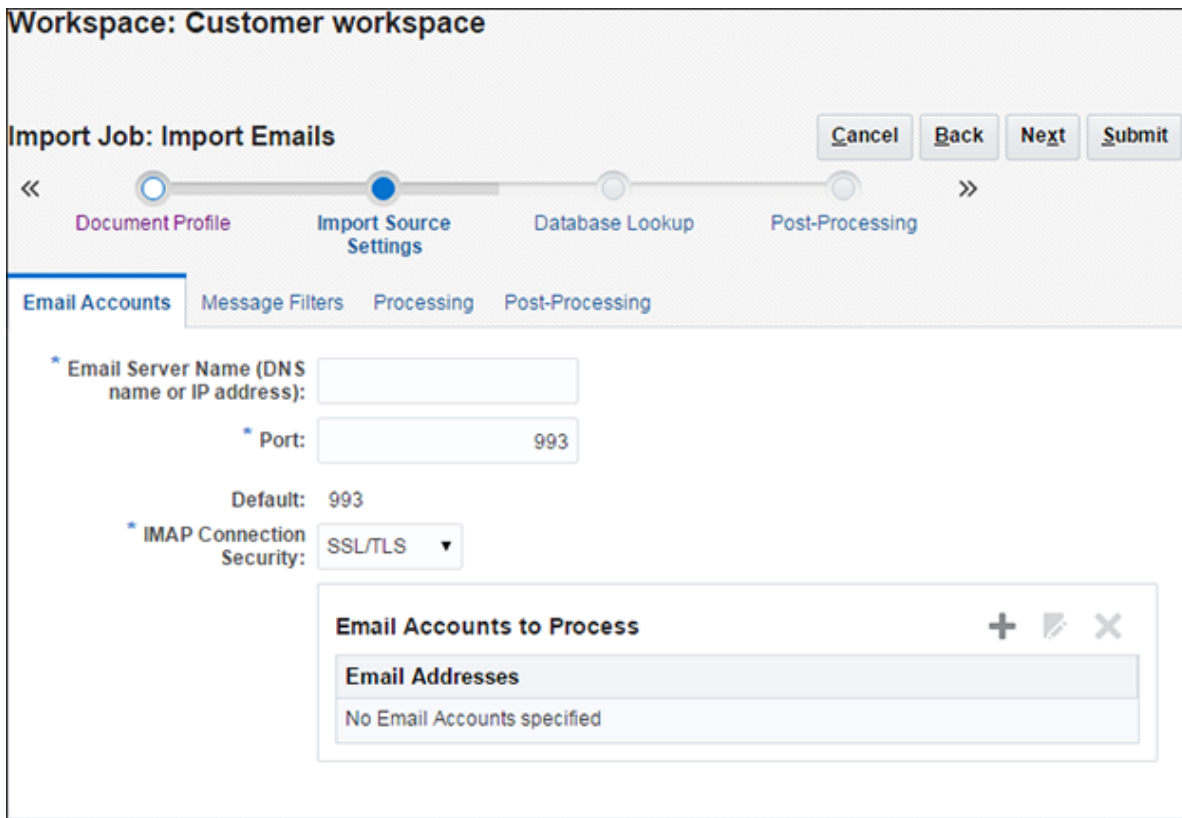 Workspace: Customer workspace
Import Job: Import Emails
Cancel Back Next Submit
« »
Document Profile Import Source Database Lookup Post-Processing
Settings
Email Accounts Message Filters Processing Post-Processing
* Email Server Name (DNS
name or IP address):
* Port: 993
Default: 993
* IMAP Connection
Security: SSL/TLS
Email Accounts to Process
Email Addresses
No Email Accounts specified